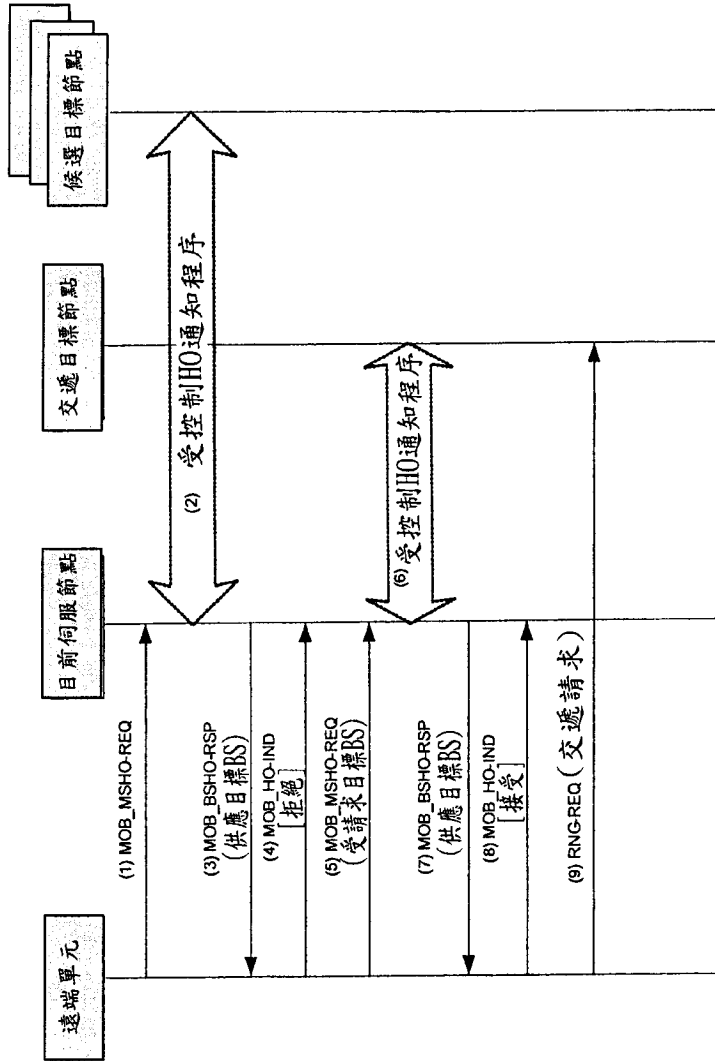 遠端單元
目前伺服節點
交遞目標節點
候選目標節點
(1) MOB_MSHO-REQ
(2) 受控制HO通知程序
(3) MOB_BSHO-RSP
(供應目標BS)
(4) MOB_HO-IND
[拒絕]
(5) MOB_MSHO-REQ
(受請求目標BS)
(6) 受控制HO通知程序
(7) MOB_BSHO-RSP
(供應目標BS)
(8) MOB_HO-IND
[接受]
(9) RNG-REQ (交遞請求)